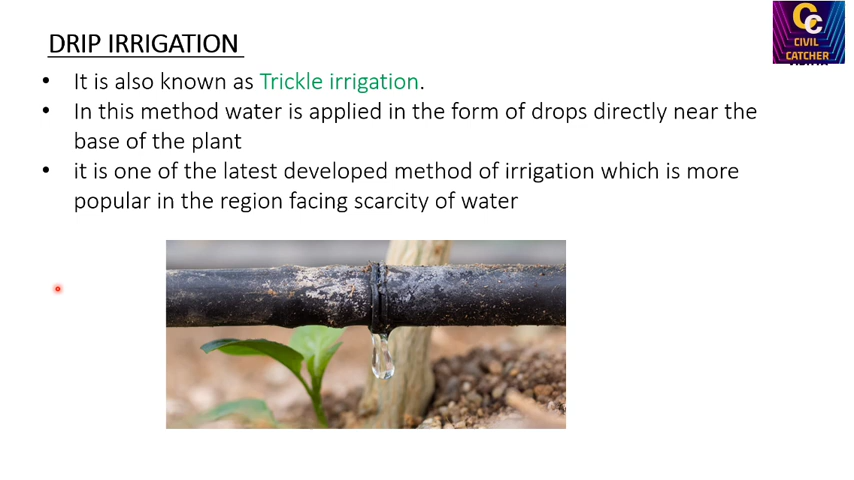 DRIP IRRIGATION
CC
CIVIL
CATCHER
• It is also known as Trickle irrigation.
• In this method water is applied in the form of drops directly near the
base of the plant
• it is one of the latest developed method of irrigation which is more
popular in the region facing scarcity of water